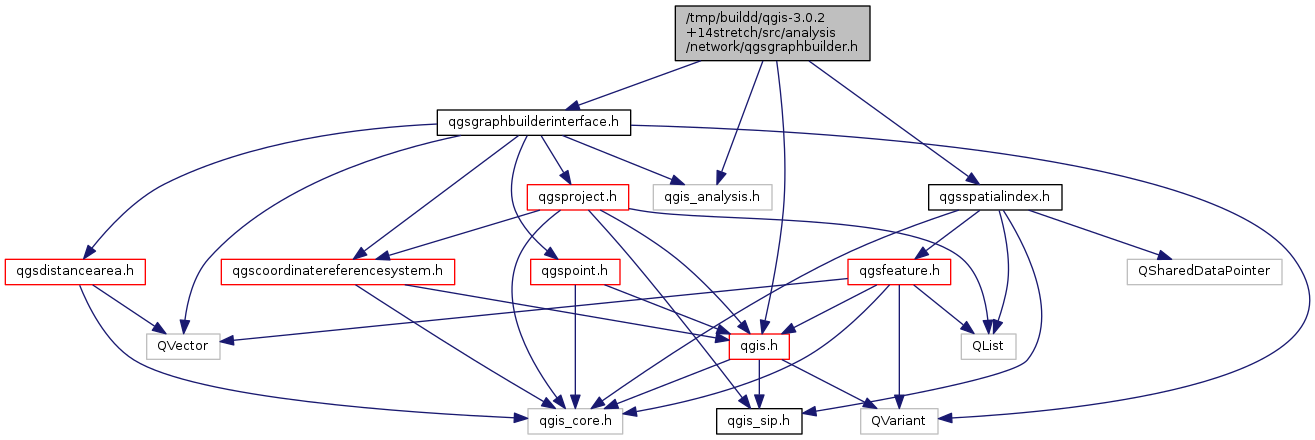 /tmp/buildd/qgis-3.0.2
+14stretch/src/analysis
/network/qgsgraphbuilder.h
qgsgraphbuilderinterface.h
qgsproject.h
qgis_analysis.h
qgsspatialindex.h
qgsdistancearea.h
qgscoordinatereferencesystem.h
qgspoint.h
qgsfeature.h
QSharedDataPointer
QVector
qgis.h
QList
qgis_core.h
qgis_sip.h
QVariant